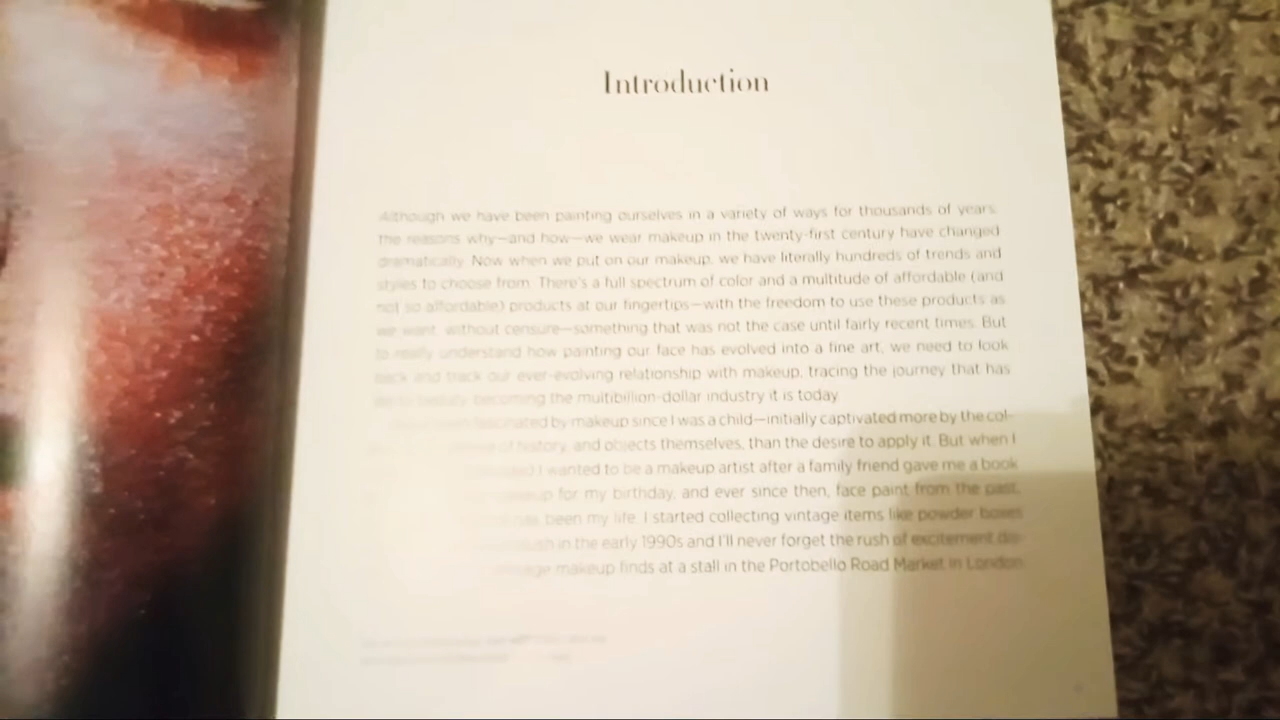 Introduction
Although we have been painting ourselves in a variety of ways for thousands of years,
the reasons why—and how—we wear makeup in the twenty-first century have changed
dramatically. Now when we put on our makeup, we have literally hundreds of trends and
styles to choose from. There's a full spectrum of color and a multitude of affordable (and
not so affordable) products at our fingertips—with the freedom to use these products as
we want, without censure—something that was not the case until fairly recent times. But
to really understand how painting our face has evolved into a fine art, we need to look
back and track our ever-evolving relationship with makeup, tracing the journey that has
becoming the multibillion-dollar industry it is today.
fascinated by makeup since I was a child—initially captivated more by the col-
of history, and objects themselves, than the desire to apply it. But when I
I wanted to be a makeup artist after a family friend gave me a book
for my birthday, and ever since then, face paint from the past,
has been my life. I started collecting vintage items like powder boxes
in the early 1990s and I'll never forget the rush of excitement dis-
makeup finds at a stall in the Portobello Road Market in London